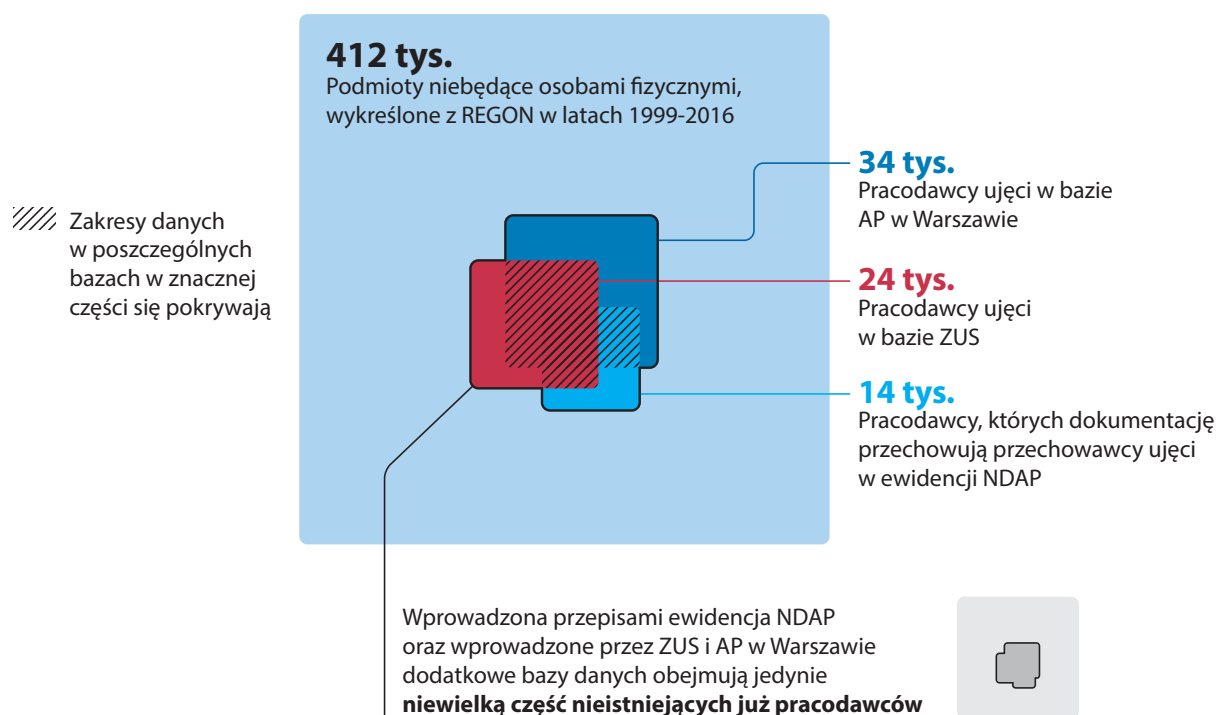 412 tys.
Podmioty niebędące osobami fizycznymi,
wykreślone z REGON w latach 1999-2016
Zakresy danych
w poszczególnych
bazach w znacznej
części się pokrywają
34 tys.
Pracodawcy ujęci w bazie
AP w Warszawie
24 tys.
Pracodawcy ujęci
w bazie ZUS
14 tys.
Pracodawcy, których dokumentację
przechowują przechowawcy ujęci
w ewidencji NDAP
Wprowadzona przepisami ewidencja NDAP
oraz wprowadzone przez ZUS i AP w Warszawie
dodatkowe bazy danych obejmują jedynie
niewielką część nieistniejących już pracodawców